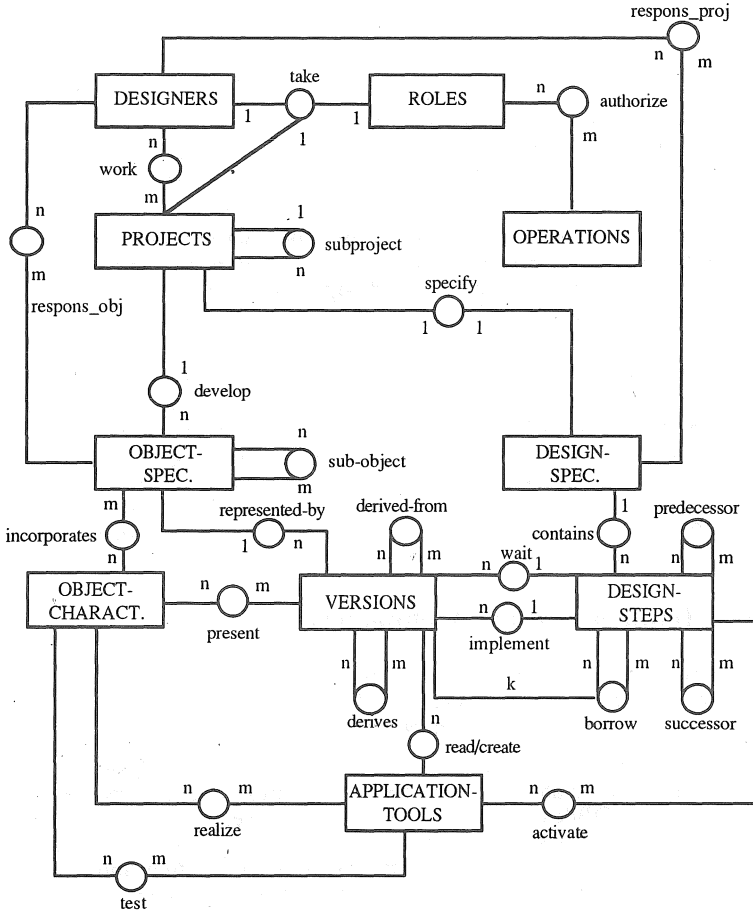 respons_proj
n
m
take
DESIGNERS
ROLES
n
authorize
1
1
1
m
n
work
m
n
m
respons_obj
PROJECTS
1
subproject
n
OPERATIONS
specify
1
1
1
develop
n
OBJECT-
SPEC.
n
sub-object
m
DESIGN-
SPEC.
m
incorporates
n
represented-by
1
n
derived-from
n
m
1
contains
n
predecessor
n
m
wait
n
1
OBJECT-
CHARACT.
n
m
present
VERSIONS
n
1
implement
DESIGN-
STEPS
n
m
derives
k
n
m
borrow
n
m
successor
n
read/create
APPLICATION-
TOOLS
n
m
realize
n
m
activate
n
m
test